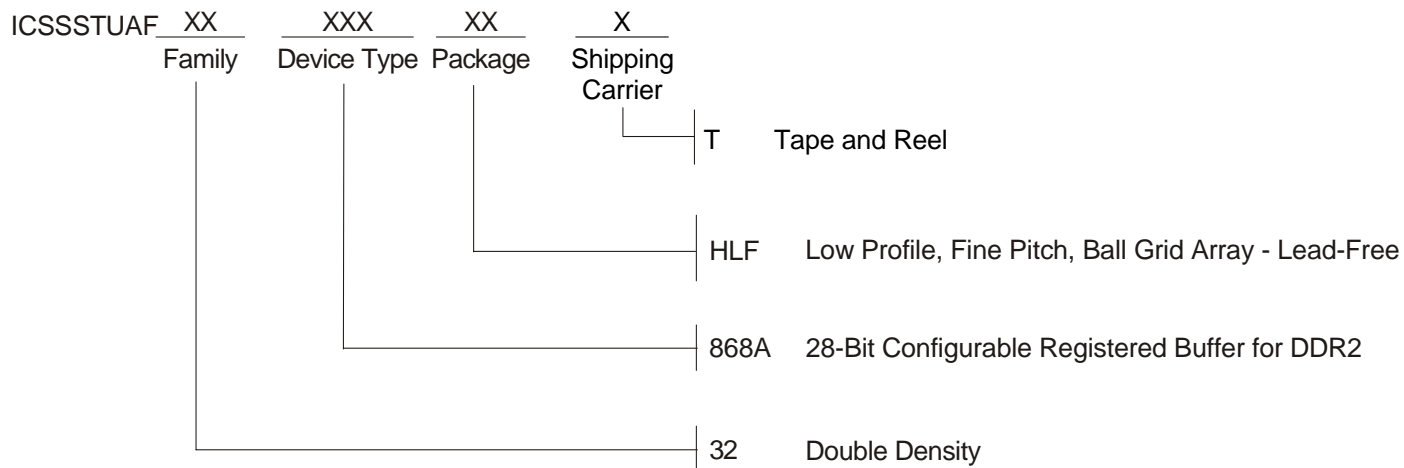 ICSSSTUAF XX XXX XX X
Family Device Type Package Shipping
Carrier
T Tape and Reel
HLF Low Profile, Fine Pitch, Ball Grid Array - Lead-Free
868A 28-Bit Configurable Registered Buffer for DDR2
32 Double Density